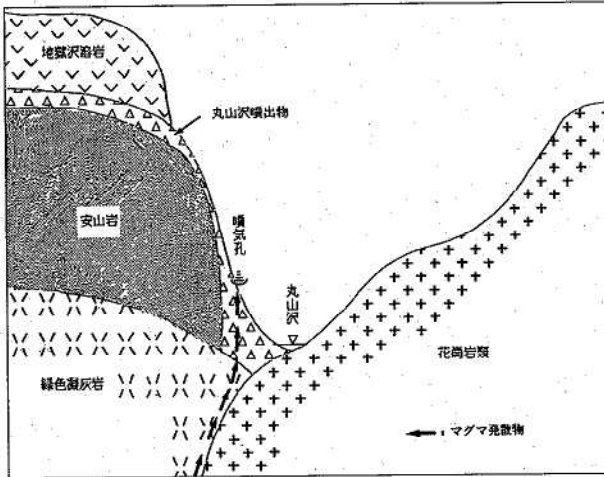 地獄沢溶岩
丸山沢噴出物
安山岩
噴気孔
丸山沢
花崗岩類
緑色凝灰岩
マグマ発散物